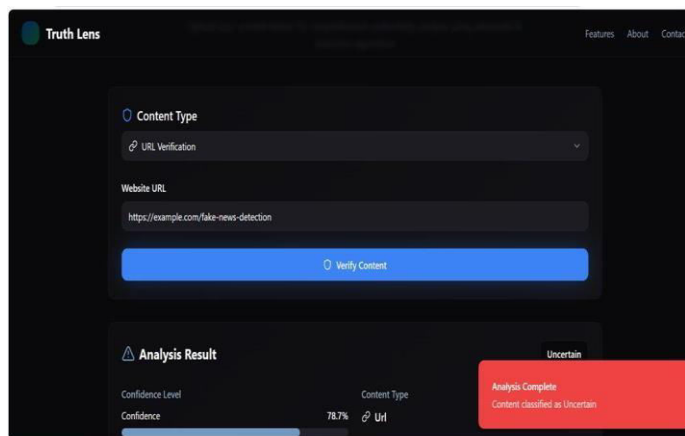 Truth Lens
Features About Contac
Content Type
URL Verification
Website URL
https://example.com/fake-news-detection
Verify Content
Analysis Result
Uncertain
Confidence Level
Content Type
Confidence 78.7% Url
Analysis Complete
Content classified as Uncertain